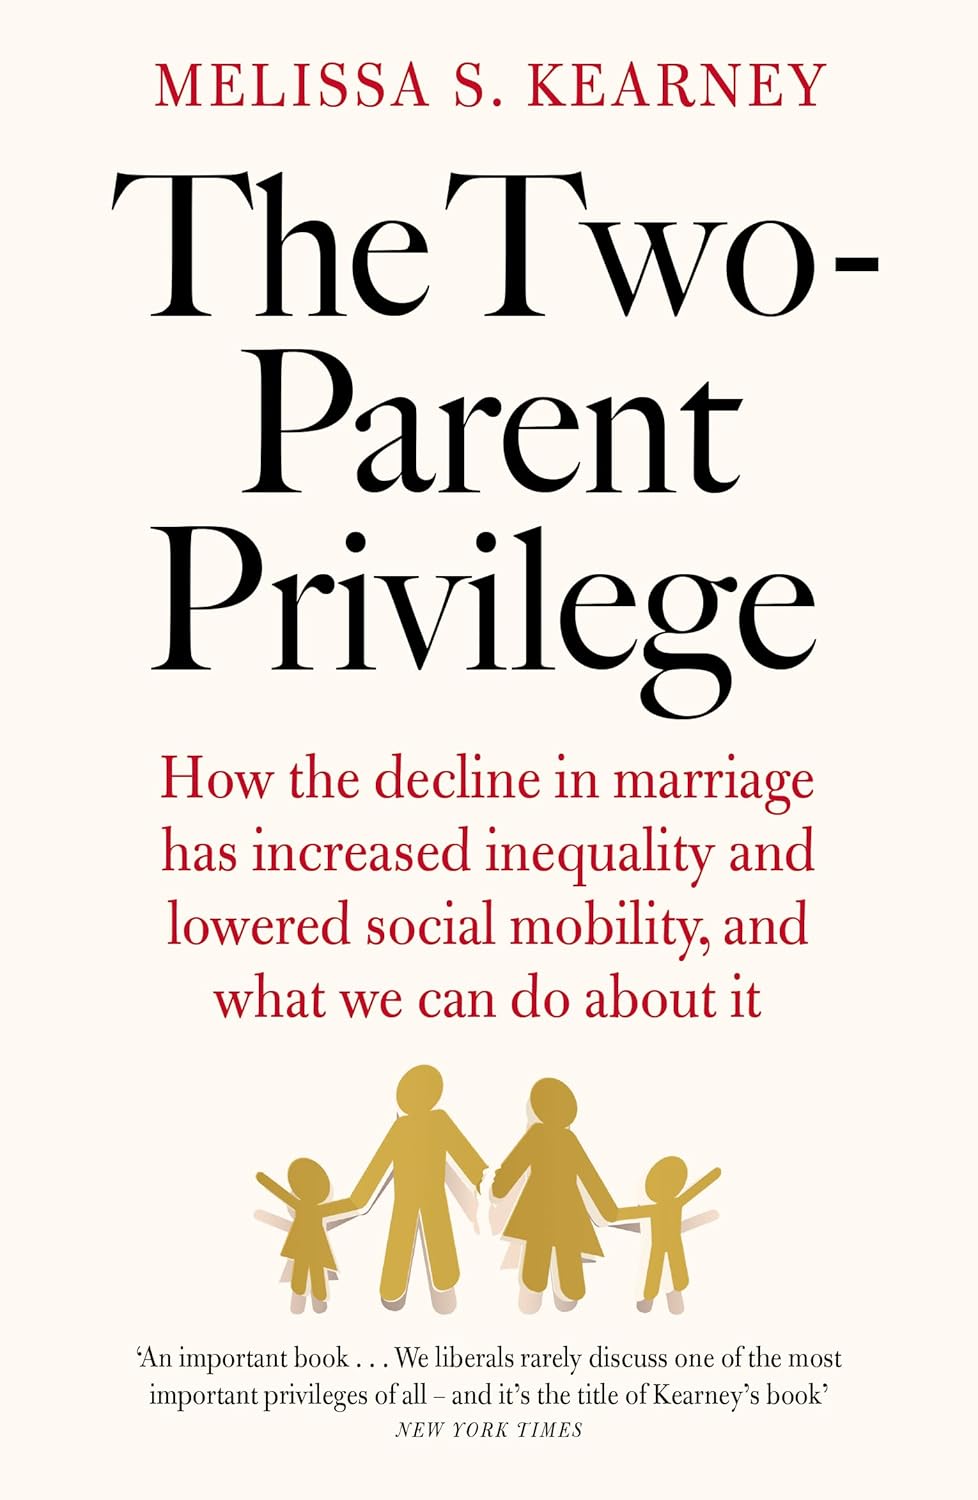 MELISSA S. KEARNEY
The Two-
Parent
Privilege
How the decline in marriage
has increased inequality and
lowered social mobility, and
what we can do about it
‘An important book . . . We liberals rarely discuss one of the most
important privileges of all – and it’s the title of Kearney’s book’
NEW YORK TIMES